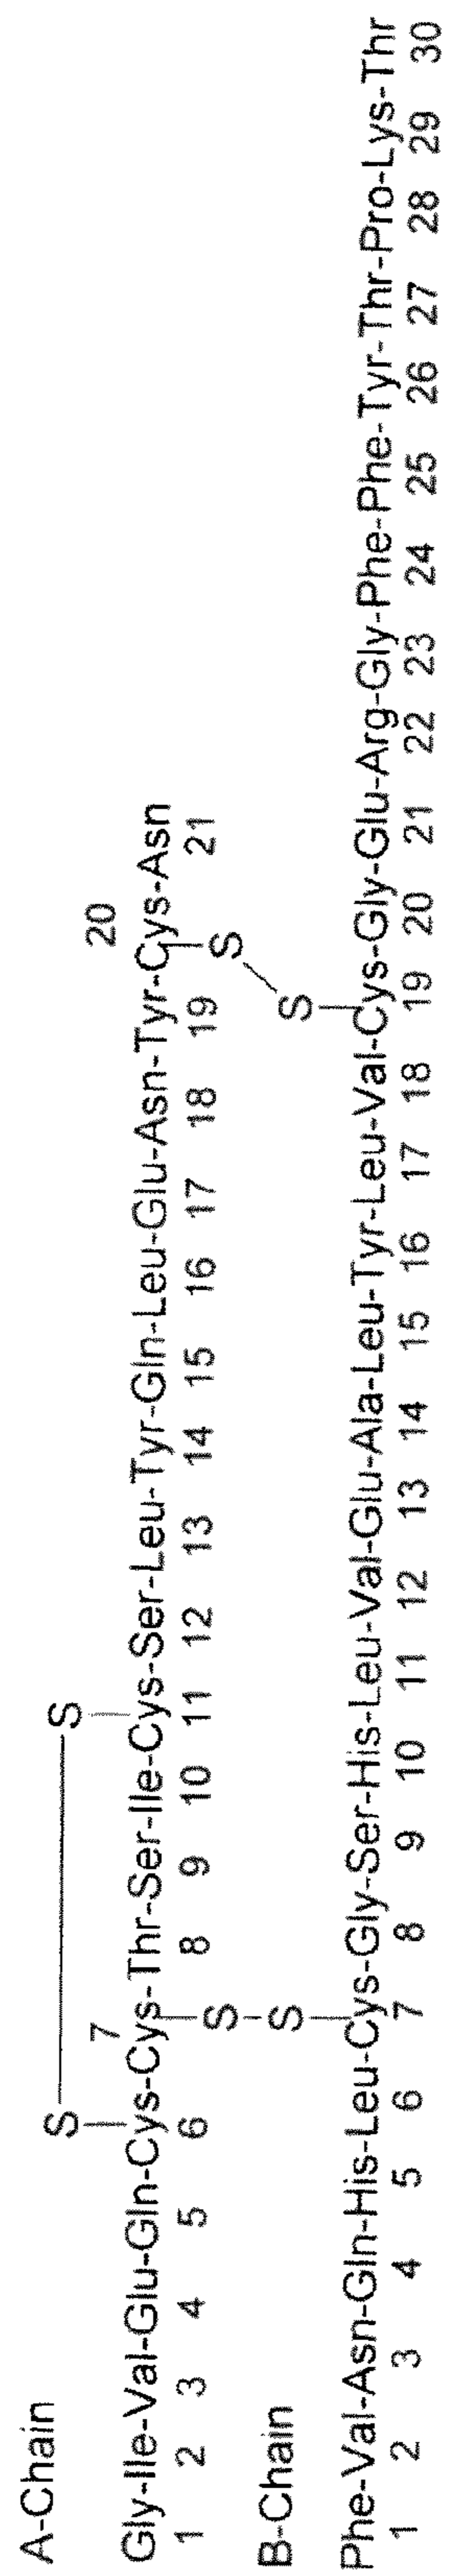 A-Chain
S S
7 20
Gly-Ile-Val-Glu-Gln-Cys-Cys-Thr-Ser-Ile-Cys-Ser-Leu-Tyr-Gln-Leu-Glu-Asn-Tyr-Cys-Asn
1 2 3 4 5 6 8 9 10 11 12 13 14 15 16 17 18 19 21
S S
S S
B-Chain
Phe-Val-Asn-Gln-His-Leu-Cys-Gly-Ser-His-Leu-Val-Glu-Ala-Leu-Tyr-Leu-Val-Cys-Gly-Glu-Arg-Gly-Phe-Phe-Tyr-Thr-Pro-Lys-Thr
1 2 3 4 5 6 7 8 9 10 11 12 13 14 15 16 17 18 19 20 21 22 23 24 25 26 27 28 29 30